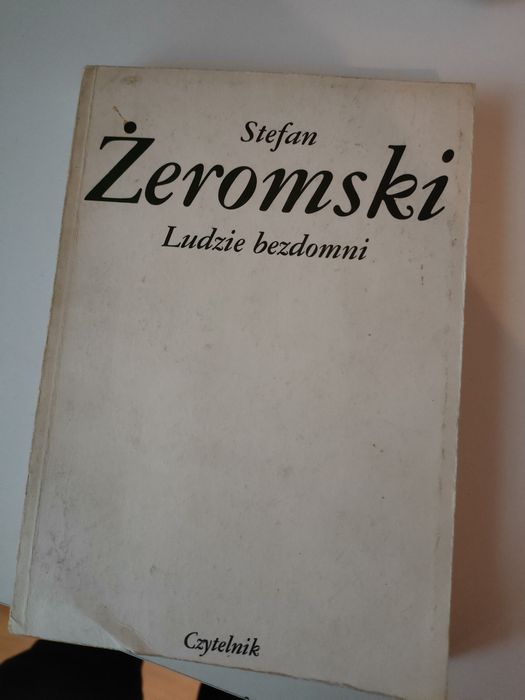 Stefan
Żeromski
Ludzie bezdomni
Czytelnik